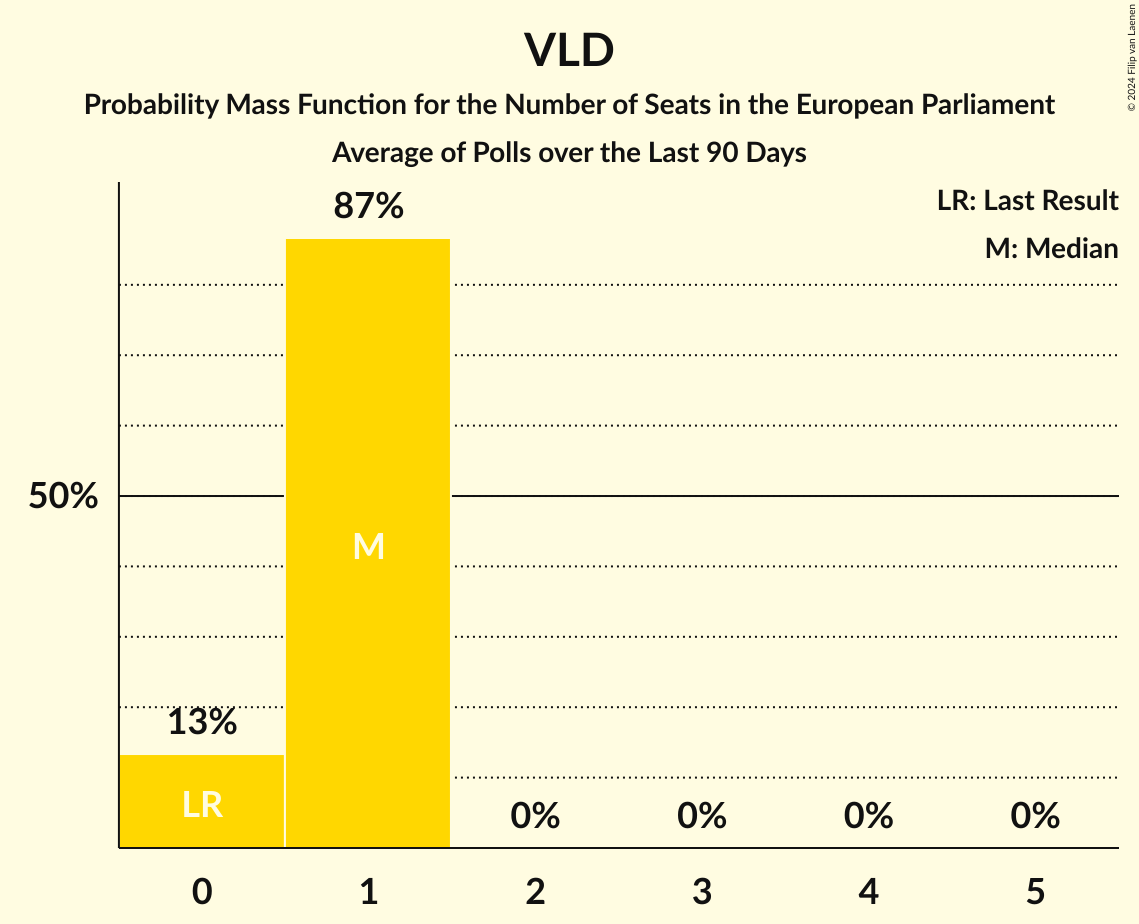 VLD
Probability Mass Function for the Number of Seats in the European Parliament
Average of Polls over the Last 90 Days
© 2024 Filip van Laenen
LR: Last Result
M: Median
87%
50%
M
13%
LR
0% 0% 0% 0%
0 1 2 3 4 5